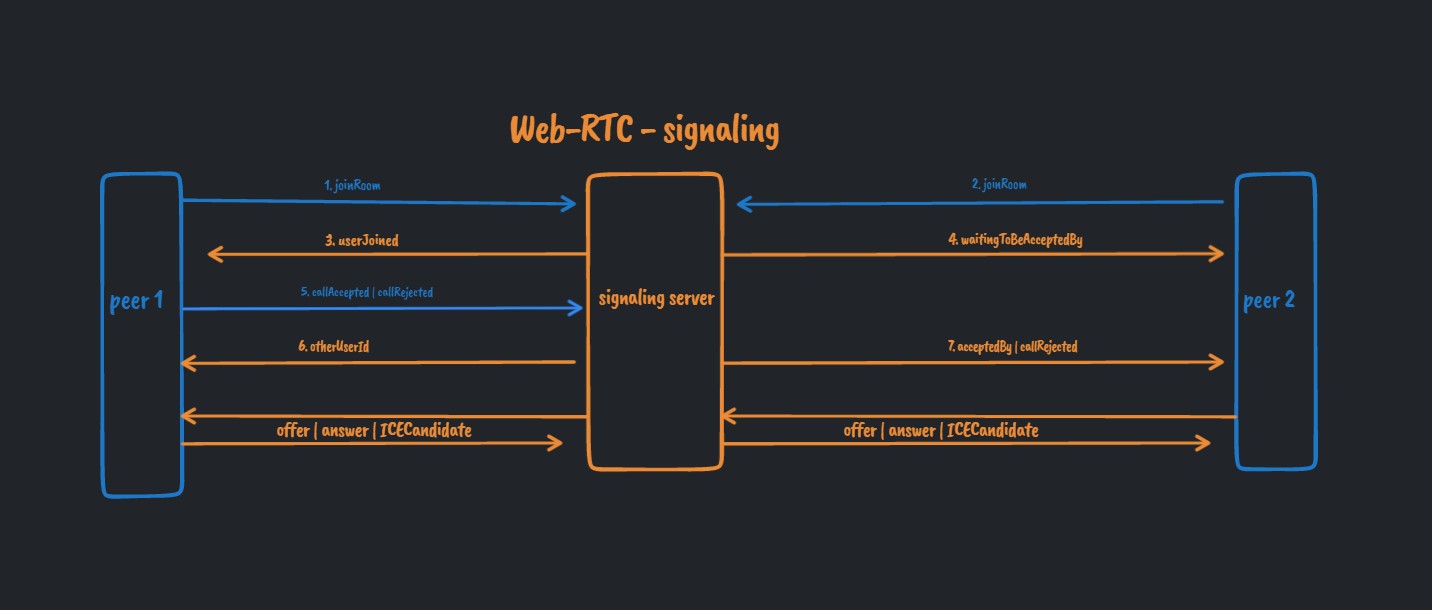 Web-RTC - signaling
1. joinRoom
2. joinRoom
3. userJoined
4. waitingToBeAcceptedBy
peer 1
5. callAccepted | callRejected
signaling server
peer 2
6. otherUserId
7. acceptedBy | callRejected
offer | answer | ICECandidate
offer | answer | ICECandidate